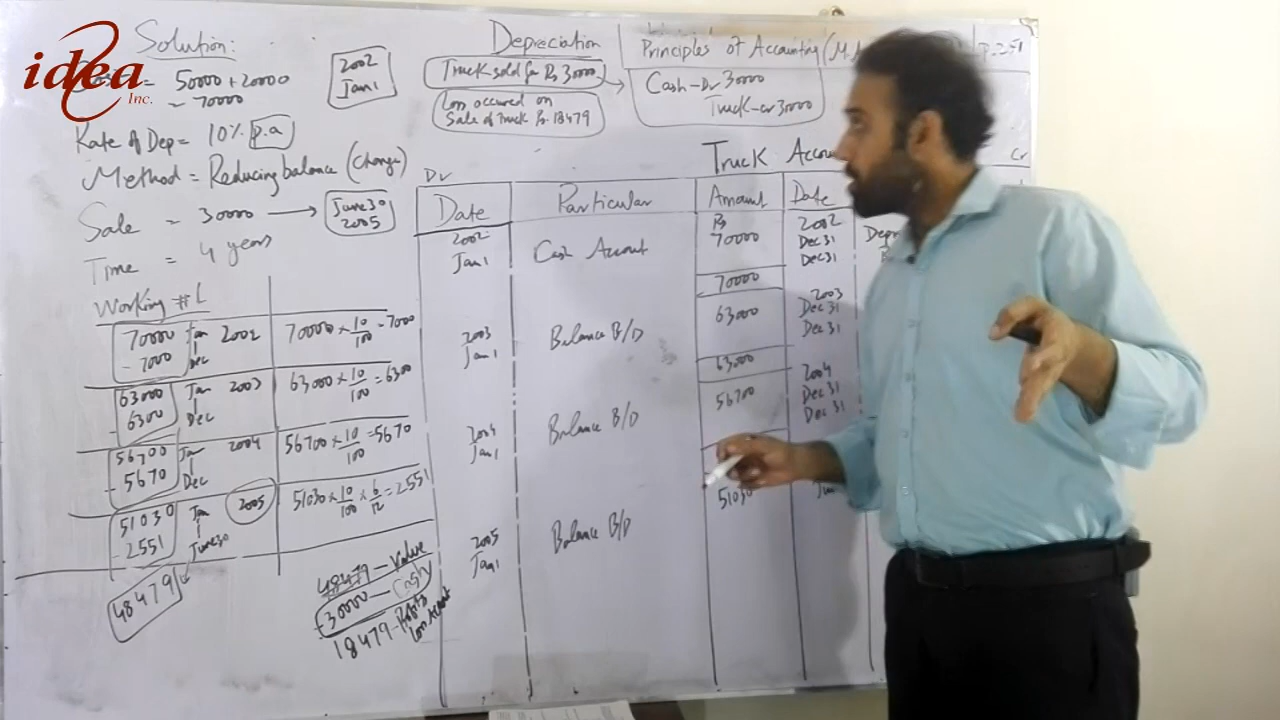 idea
Inc.
Solution:
= 50000 + 20000
= 70000
2002
Jan 1
Rate of Dep = 10% p.a
Method = Reducing balance (Change)
Sale = 30000 → June 30
2005
Time = 4 years
Working # 1
70000 Jan 2002 70000 × 10/100 = 7000
- 7000 Dec
63000 Jan 2003 63000 × 10/100 = 6300
- 6300 Dec
56700 Jan 2004 56700 × 10/100 = 5670
- 5670 Dec
51030 Jan 2005 51030 × 10/100 × 6/12 = 2551
- 2551 June 30
48479
48479 - Value
- 30000 - Cash
18479 - Profit &
Loss Account
Depreciation
Truck sold for Rs 30000
Loss occured on
Sale of Truck Rs. 18479
Principles of Accounting (M.A P.251
Cash - Dr 30000
Truck - cr 30000
Truck Accou
Dr Cr
Date Particular Amount Date
Rs
2002 Cash Account 70000 2002
Jan 1 Dec 31 Depr
Dec 31
70000
2003 Balance B/D 63000 2003
Jan 1 Dec 31
Dec 31
63000
2004 Balance B/D 56700 2004
Jan 1 Dec 31
Dec 31
2005 Balance B/D 51030
Jan 1